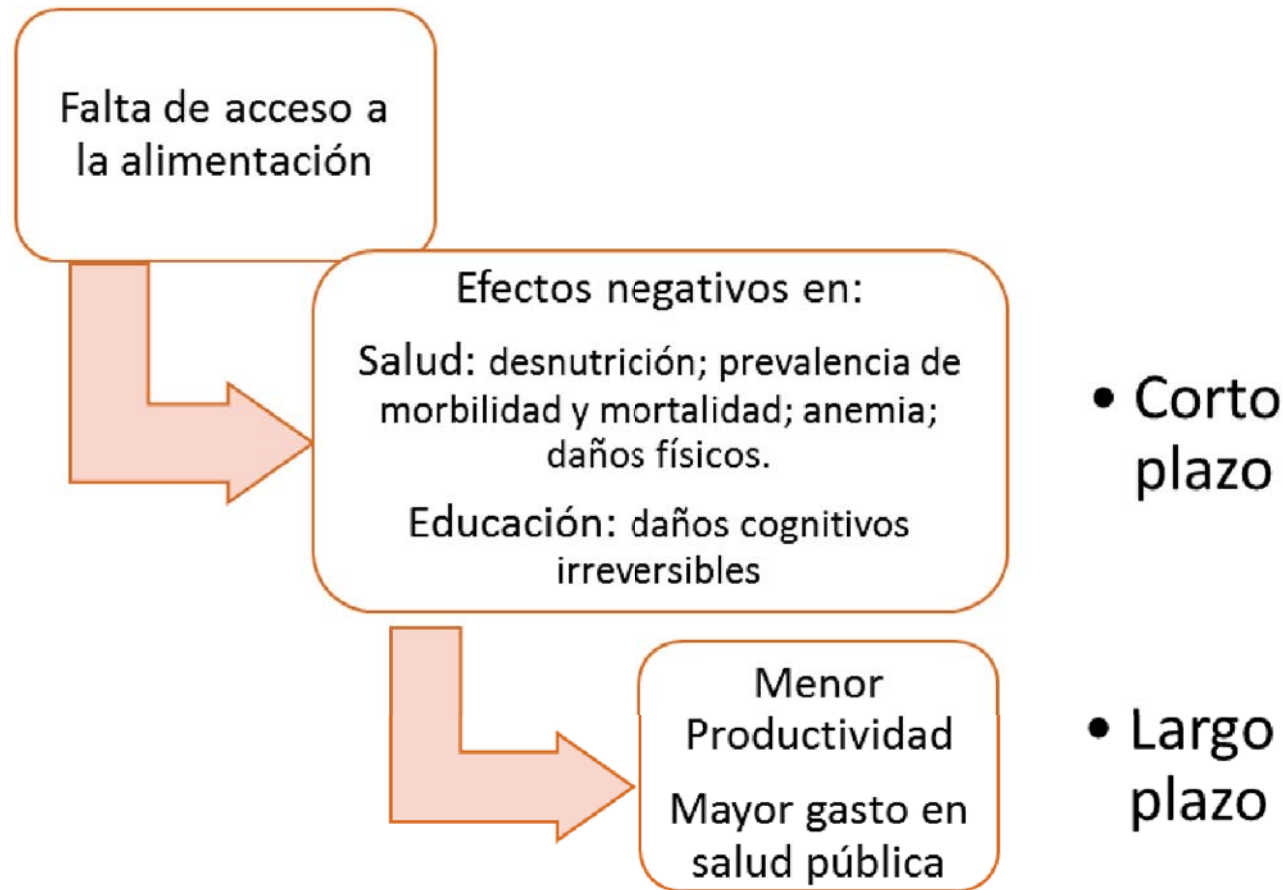 Falta de acceso a
la alimentación
Efectos negativos en:
Salud: desnutrición; prevalencia de
morbilidad y mortalidad; anemia;
daños físicos.
Educación: daños cognitivos
irreversibles
• Corto
plazo
Menor
Productividad
Mayor gasto en
salud pública
• Largo
plazo